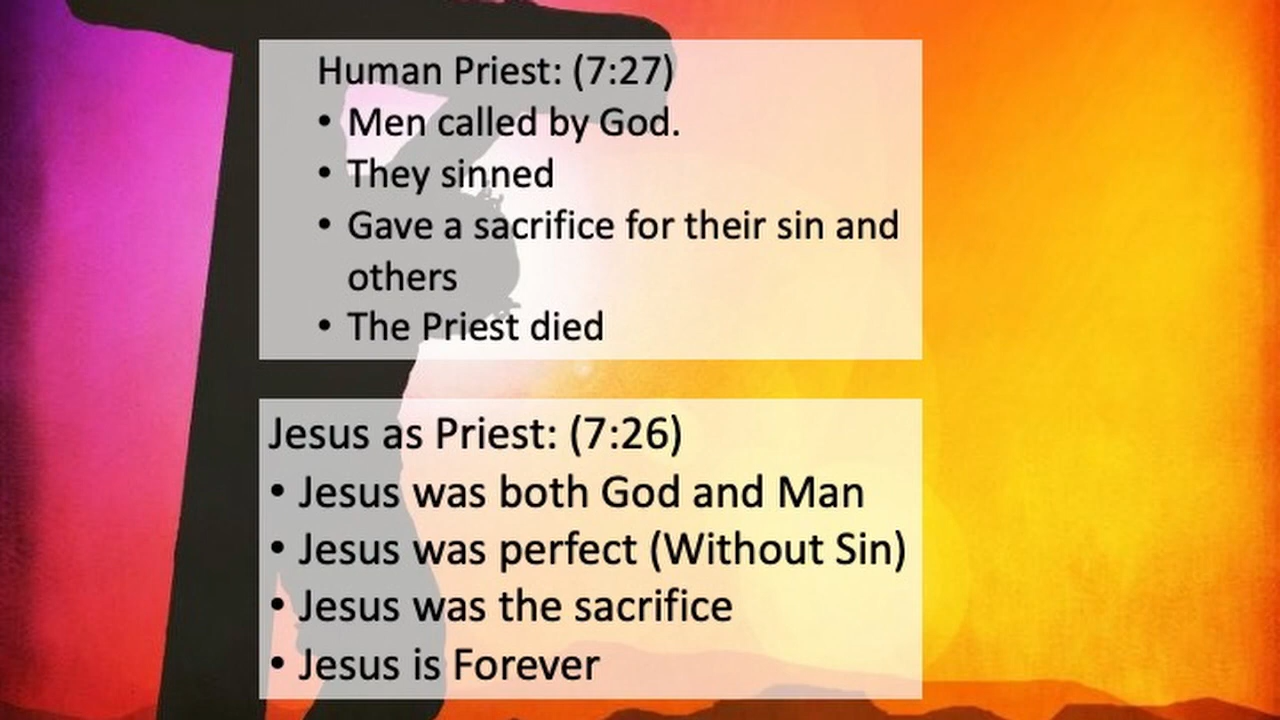 Human Priest: (7:27)
• Men called by God.
• They sinned
• Gave a sacrifice for their sin and
others
• The Priest died
Jesus as Priest: (7:26)
• Jesus was both God and Man
• Jesus was perfect (Without Sin)
• Jesus was the sacrifice
• Jesus is Forever